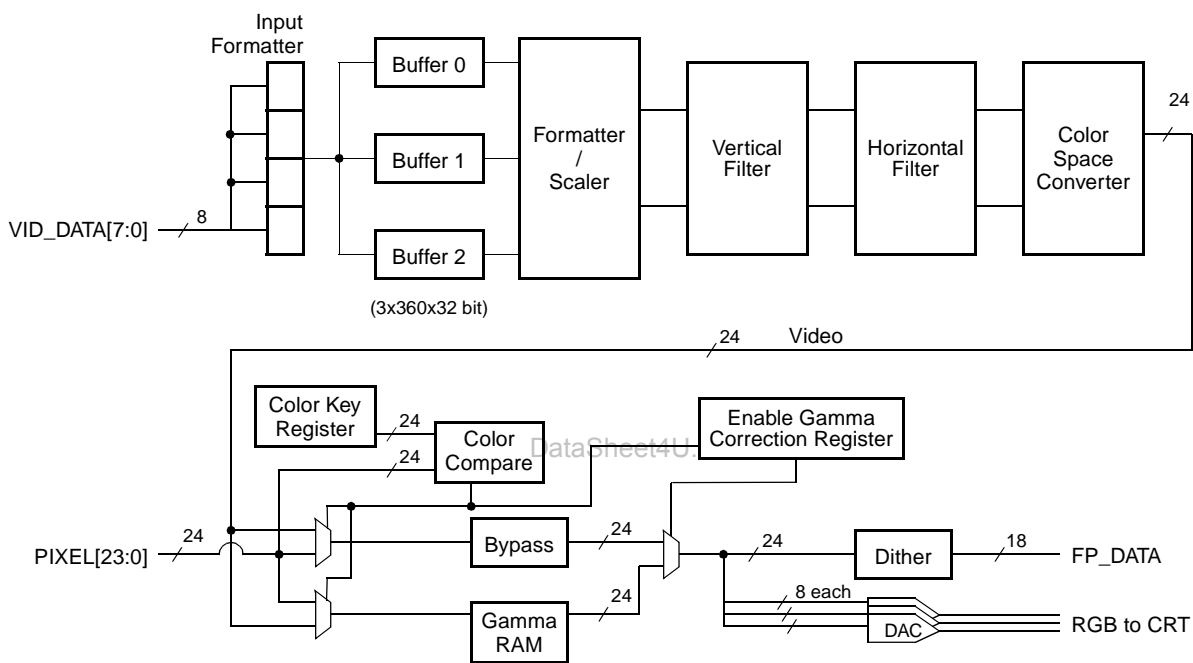 Input
Formatter
Buffer 0
Buffer 1
Buffer 2
(3x360x32 bit)
Formatter
/
Scaler
Vertical
Filter
Horizontal
Filter
Color
Space
Converter
24
VID_DATA[7:0]
8
24
Video
Color Key
Register
24
24
Color
Compare
Enable Gamma
Correction Register
DataSheet4U.
PIXEL[23:0]
24
Bypass
24
Gamma
RAM
24
24
Dither
18
FP_DATA
8 each
DAC
RGB to CRT